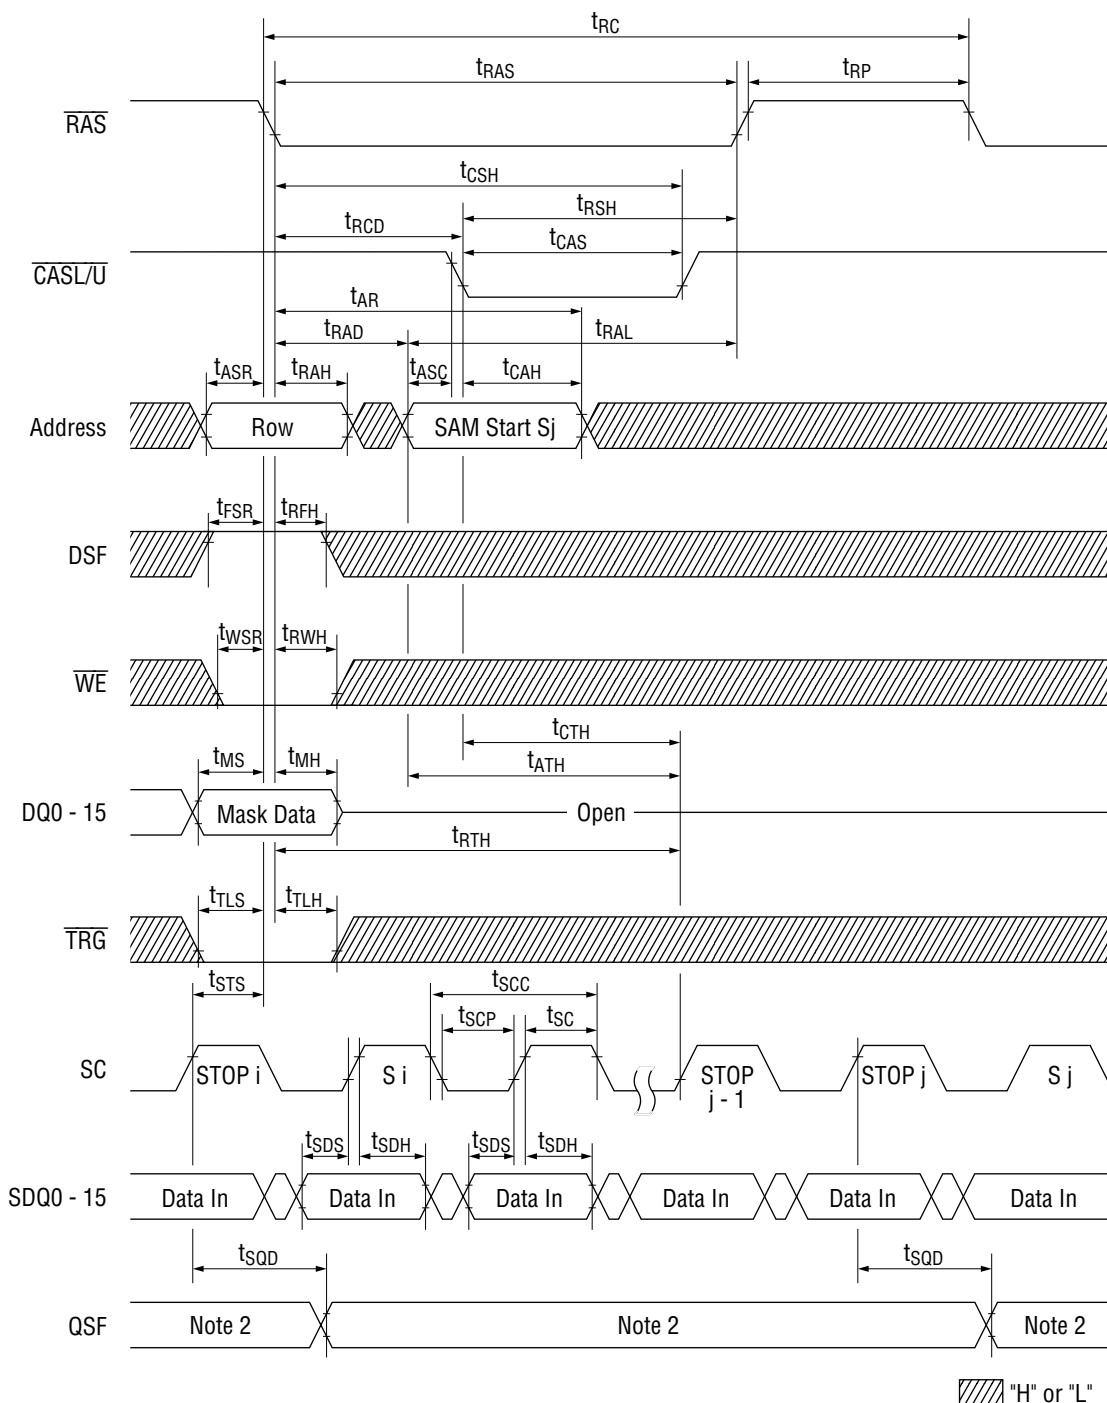 tRC
tRAS tRP
RAS
tCSH
tRSH
tRCD
tCAS
CASL/U
tAR
tRAD tRAL
tASR tRAH tASC tCAH
Address Row SAM Start Sj
tFSR tRFH
DSF
tWSR tRWH
WE
tCTH
tMS tMH tATH
DQ0 - 15 Mask Data Open
tRTH
tTLS tTLH
TRG
tSTS tSCC
tSCP tSC
SC STOP i S i STOP j - 1 STOP j S j
tSDS tSDH tSDS tSDH
SDQ0 - 15 Data In Data In Data In Data In Data In Data In
tSQD tSQD
QSF Note 2 Note 2 Note 2
"H" or "L"